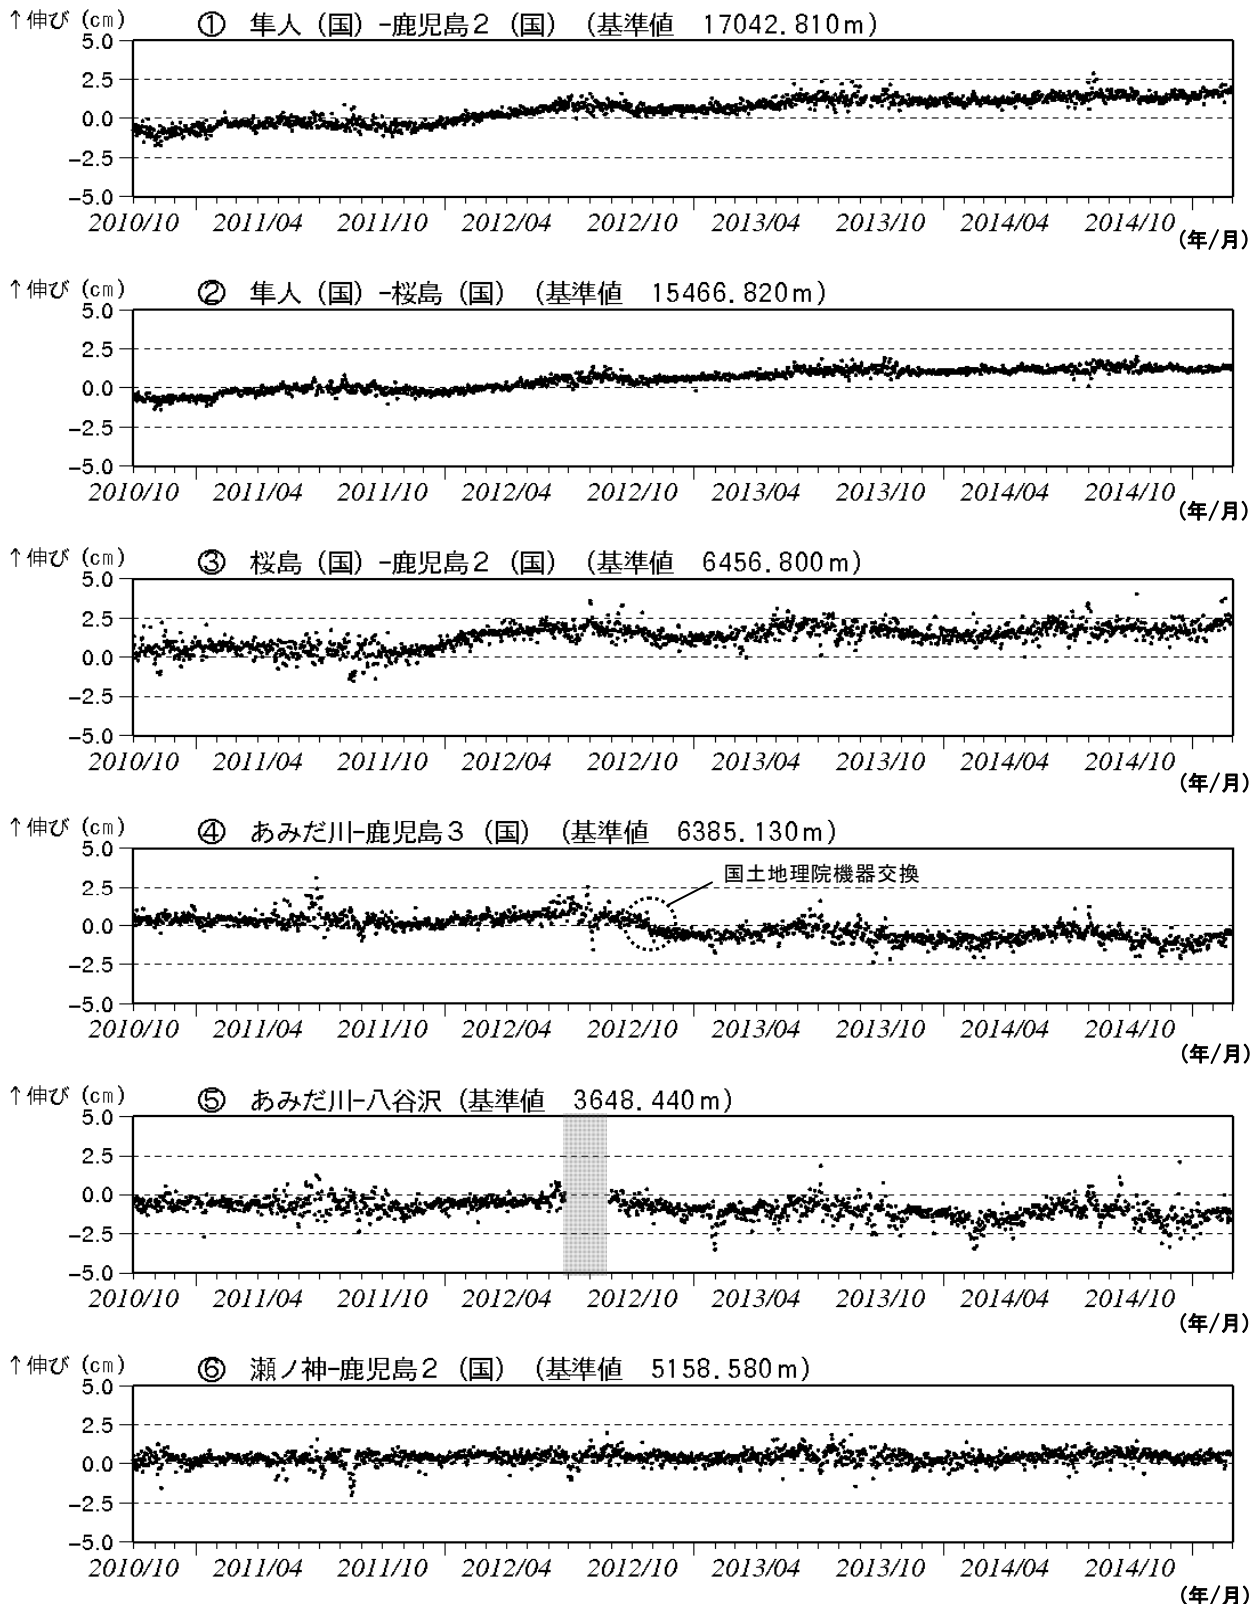 ↑伸び (cm) ① 隼人（国）-鹿児島２（国）（基準値　17042.810m）
5.0
2.5
0.0
-2.5
-5.0
2010/10 2011/04 2011/10 2012/04 2012/10 2013/04 2013/10 2014/04 2014/10
(年/月)
↑伸び (cm) ② 隼人（国）-桜島（国）（基準値　15466.820m）
5.0
2.5
0.0
-2.5
-5.0
2010/10 2011/04 2011/10 2012/04 2012/10 2013/04 2013/10 2014/04 2014/10
(年/月)
↑伸び (cm) ③ 桜島（国）-鹿児島２（国）（基準値　6456.800m）
5.0
2.5
0.0
-2.5
-5.0
2010/10 2011/04 2011/10 2012/04 2012/10 2013/04 2013/10 2014/04 2014/10
(年/月)
↑伸び (cm) ④ あみだ川-鹿児島３（国）（基準値　6385.130m）
5.0
国土地理院機器交換
2.5
0.0
-2.5
-5.0
2010/10 2011/04 2011/10 2012/04 2012/10 2013/04 2013/10 2014/04 2014/10
(年/月)
↑伸び (cm) ⑤ あみだ川-八谷沢（基準値　3648.440m）
5.0
2.5
0.0
-2.5
-5.0
2010/10 2011/04 2011/10 2012/04 2012/10 2013/04 2013/10 2014/04 2014/10
(年/月)
↑伸び (cm) ⑥ 瀬ノ神-鹿児島２（国）（基準値　5158.580m）
5.0
2.5
0.0
-2.5
-5.0
2010/10 2011/04 2011/10 2012/04 2012/10 2013/04 2013/10 2014/04 2014/10
(年/月)